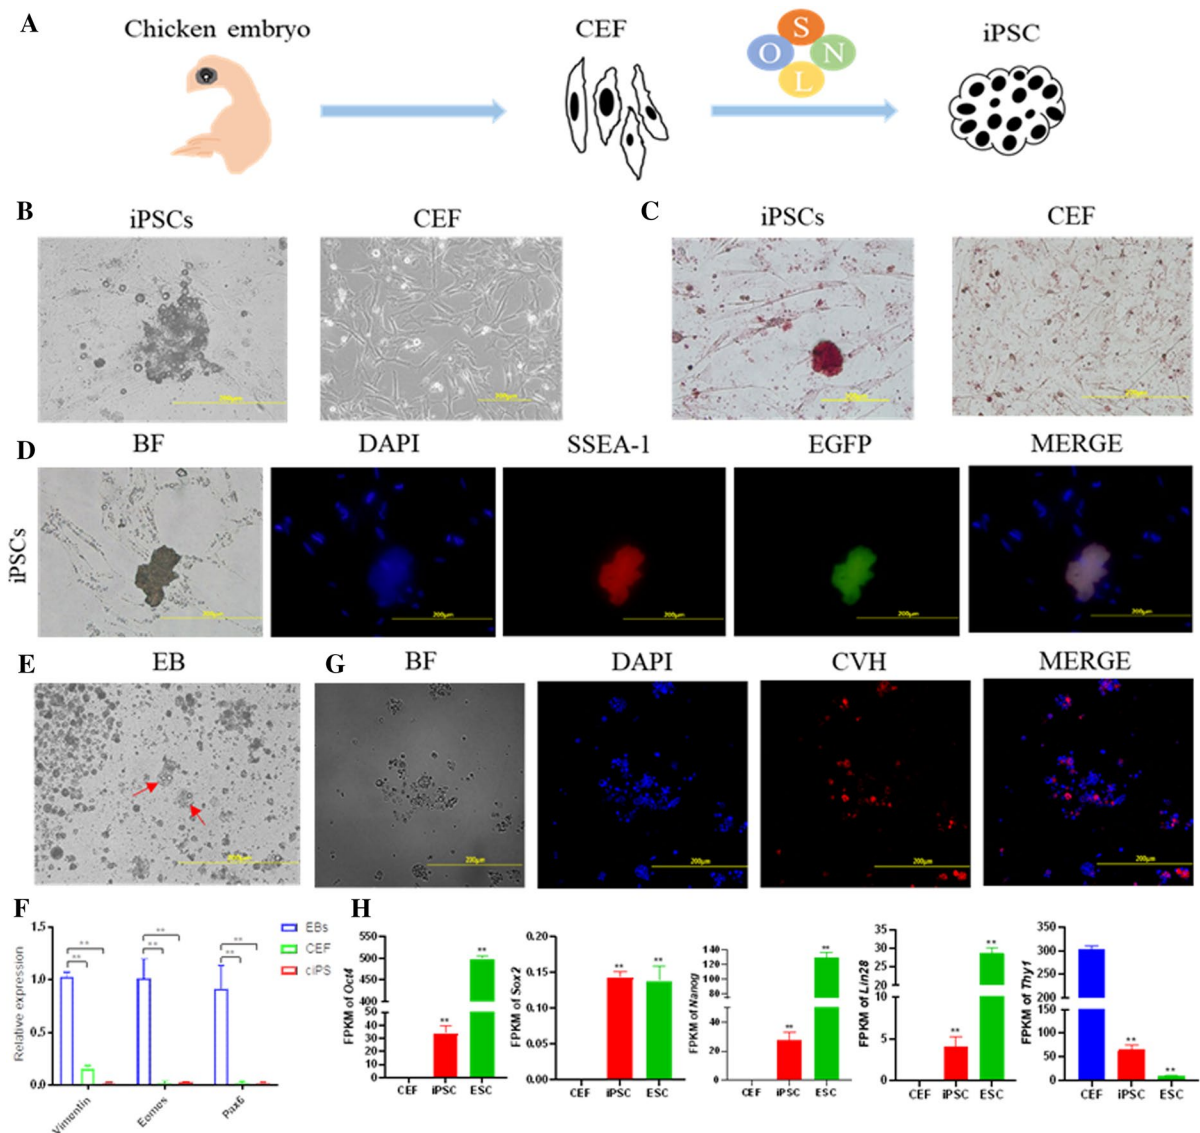 A
Chicken embryo
CEF
S
O
N
L
iPSC
B
iPSCs
CEF
C
iPSCs
CEF
200μm
200μm
200μm
200μm
D
BF
DAPI
SSEA-1
EGFP
MERGE
iPSCs
200μm
200μm
200μm
200μm
200μm
E
EB
G
BF
DAPI
CVH
MERGE
200μm
200μm
200μm
200μm
F
Relative expression
1.5
1.0
0.5
0.0
**
**
**
**
**
**
Vimentin
Eomes
Pax6
EBs
CEF
ciPS
H
FPKM of Oct4
550
500
450
400
50
40
30
20
10
0
**
**
CEF
iPSC
ESC
FPKM of Sox2
0.20
0.15
0.10
0.05
0.00
**
**
CEF
iPSC
ESC
FPKM of Nanog
140
120
100
80
40
20
0
**
**
CEF
iPSC
ESC
FPKM of Lin28
35
30
25
20
5
0
**
**
CEF
iPSC
ESC
FPKM of Thy1
350
300
250
200
150
100
50
0
**
**
CEF
iPSC
ESC